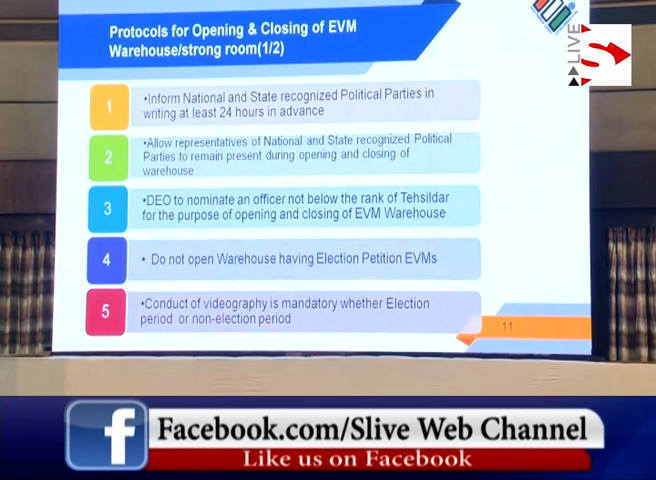 Protocols for Opening & Closing of EVM
Warehouse/strong room(1/2)
LIVE
1
•Inform National and State recognized Political Parties in
writing at least 24 hours in advance
2
•Allow representatives of National and State recognized Political
Parties to remain present during opening and closing of
warehouse
3
•DEO to nominate an officer not below the rank of Tehsildar
for the purpose of opening and closing of EVM Warehouse
4
• Do not open Warehouse having Election Petition EVMs
5
•Conduct of videography is mandatory whether Election
period or non-election period
11
f
Facebook.com/Slive Web Channel
Like us on Facebook